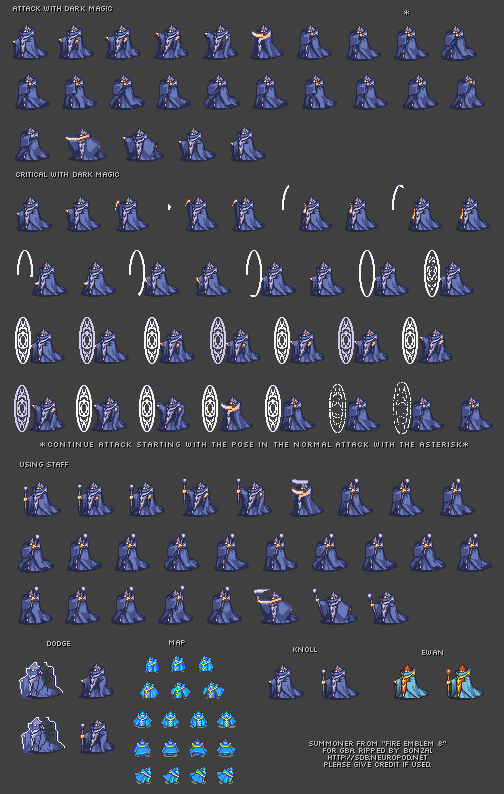 ATTACK WITH DARK MAGIC
*
CRITICAL WITH DARK MAGIC
*CONTINUE ATTACK STARTING WITH THE POSE IN THE NORMAL ATTACK WITH THE ASTERISK*
USING STAFF
DODGE
MAP
KNOLL
EWAN
SUMMONER FROM "FIRE EMBLEM 8"
FOR GBA RIPPED BY BONZAI
HTTP://SDB.NEUROPOD.NET
PLEASE GIVE CREDIT IF USED.